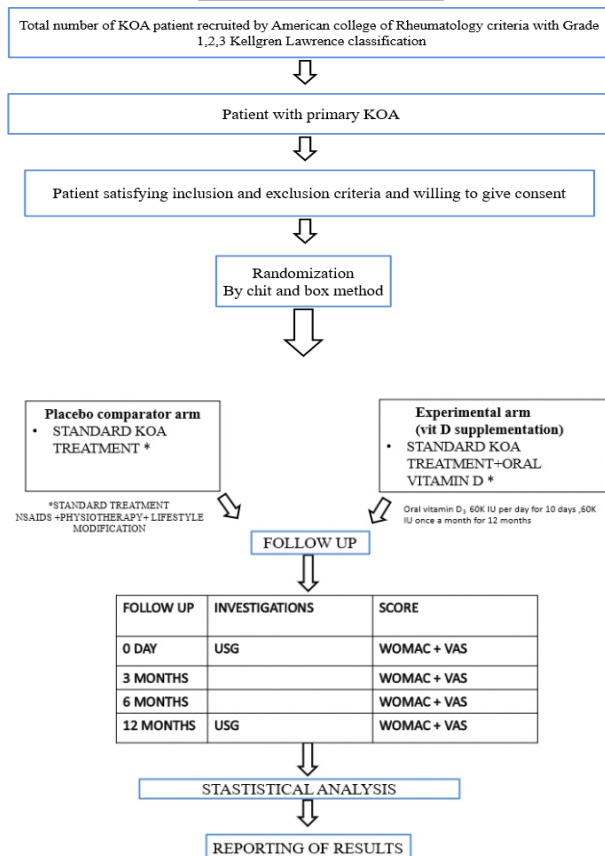 Total number of KOA patient recruited by American college of Rheumatology criteria with Grade
1,2,3 Kellgren Lawrence classification
Patient with primary KOA
Patient satisfying inclusion and exclusion criteria and willing to give consent
Randomization
By chit and box method
Placebo comparator arm
• STANDARD KOA
TREATMENT *
Experimental arm
(vit D supplementation)
• STANDARD KOA
TREATMENT+ORAL
VITAMIN D *
*STANDARD TREATMENT
NSAIDS +PHYSIOTHERAPY+ LIFESTYLE
MODIFICATION
Oral vitamin D₃ 60K IU per day for 10 days ,60K
IU once a month for 12 months
FOLLOW UP
FOLLOW UP INVESTIGATIONS SCORE
0 DAY USG WOMAC + VAS
3 MONTHS WOMAC + VAS
6 MONTHS WOMAC + VAS
12 MONTHS USG WOMAC + VAS
STASTISTICAL ANALYSIS
REPORTING OF RESULTS